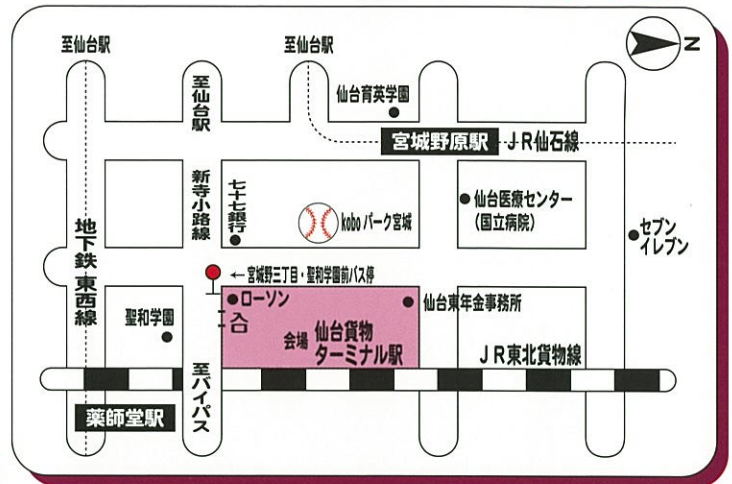 至仙台駅
至仙台駅
N
至仙台駅
仙台育英学園
宮城野原駅
JR仙石線
新寺小路線
七十七銀行
koboパーク宮城
仙台医療センター
(国立病院)
セブン
イレブン
地下鉄 東西線
←宮城野三丁目・聖和学園前バス停
ローソン
仙台東年金事務所
聖和学園
入口
会場
仙台貨物
ターミナル駅
JR東北貨物線
至バイパス
薬師堂駅